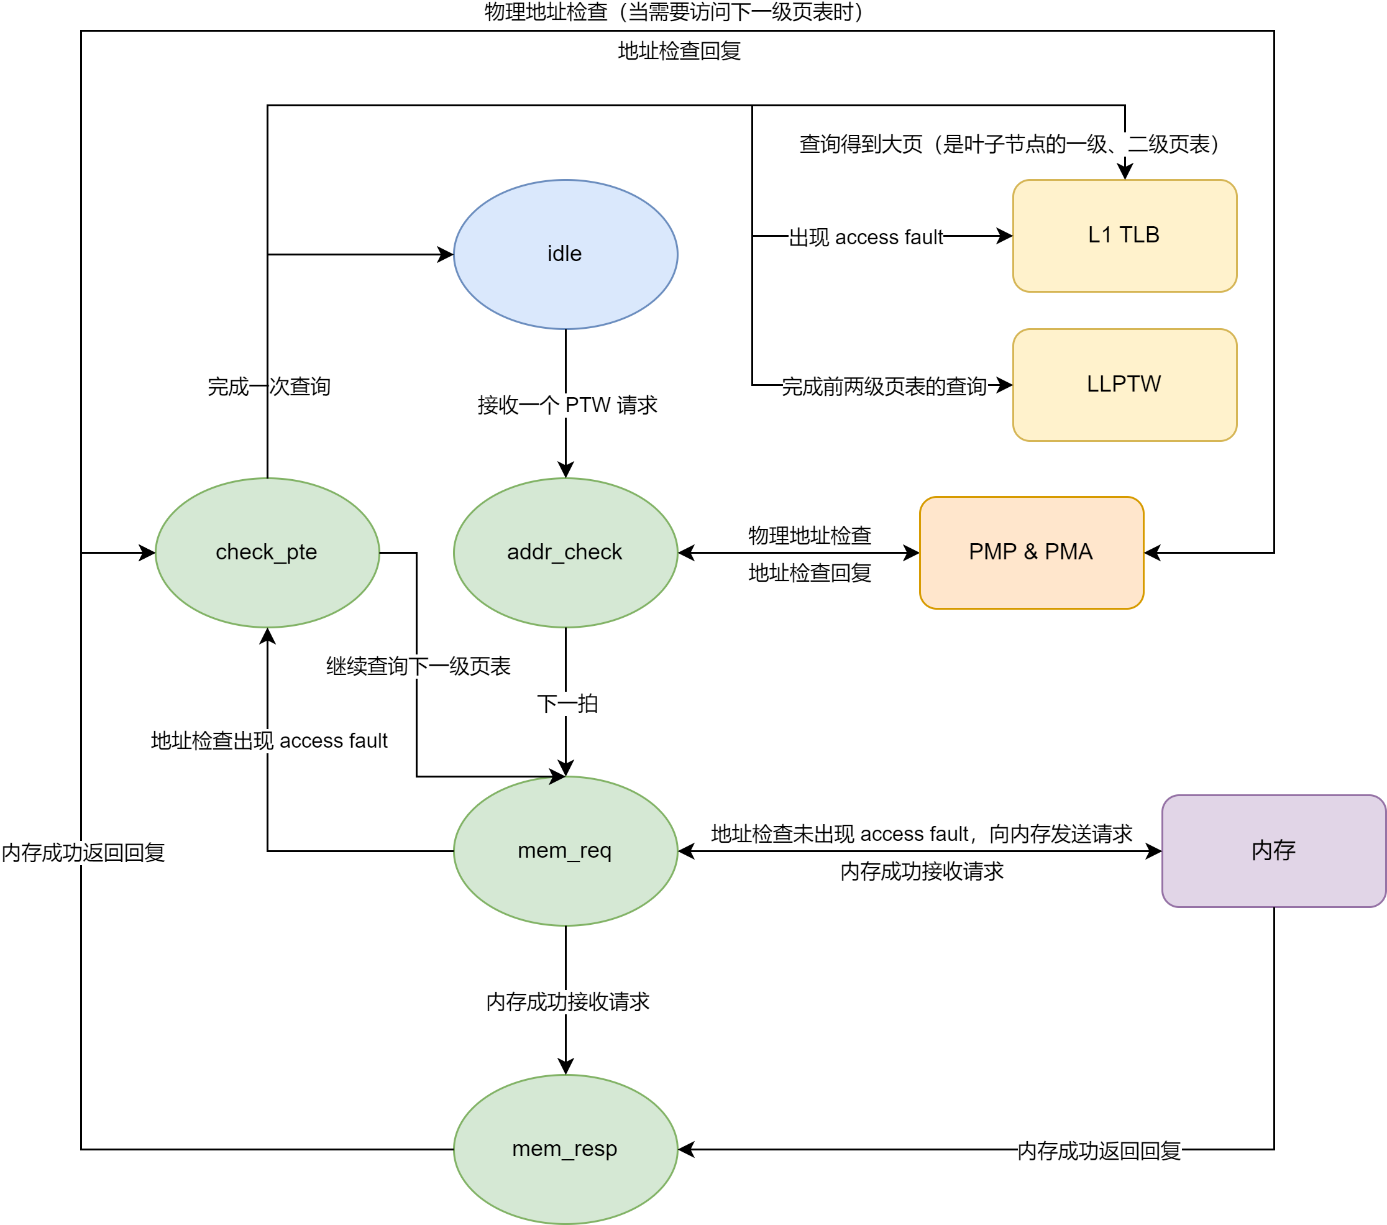 物理地址检查（当需要访问下一级页表时）
地址检查回复
查询得到大页（是叶子节点的一级、二级页表）
idle
出现 access fault
L1 TLB
完成一次查询
接收一个 PTW 请求
完成前两级页表的查询
LLPTW
check_pte
addr_check
物理地址检查
地址检查回复
PMP & PMA
继续查询下一级页表
下一拍
地址检查出现 access fault
内存成功返回回复
mem_req
地址检查未出现 access fault，向内存发送请求
内存成功接收请求
内存
内存成功接收请求
mem_resp
内存成功返回回复